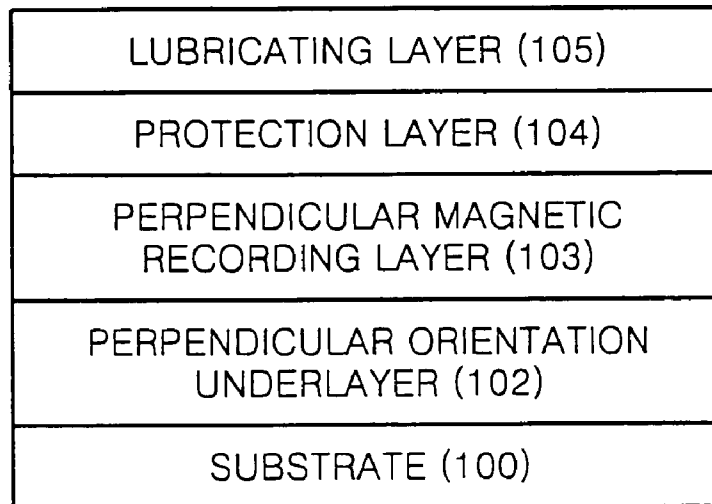 LUBRICATING LAYER (105)
PROTECTION LAYER (104)
PERPENDICULAR MAGNETIC
RECORDING LAYER (103)
PERPENDICULAR ORIENTATION
UNDERLAYER (102)
SUBSTRATE (100)